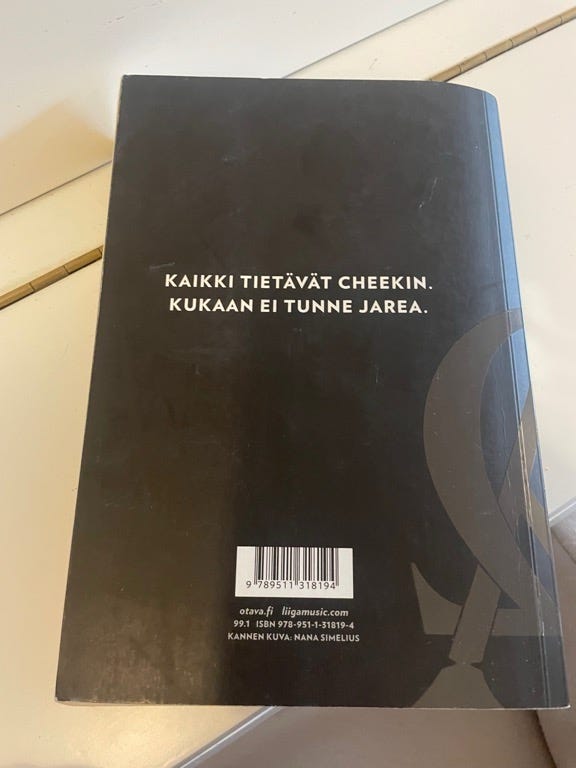 KAIKKI TIETÄVÄT CHEEKIN.
KUKAAN EI TUNNE JAREA.
9 789511 318194
otava.fi liigamusic.com
99.1 ISBN 978-951-1-31819-4
KANNEN KUVA: NANA SIMELIUS